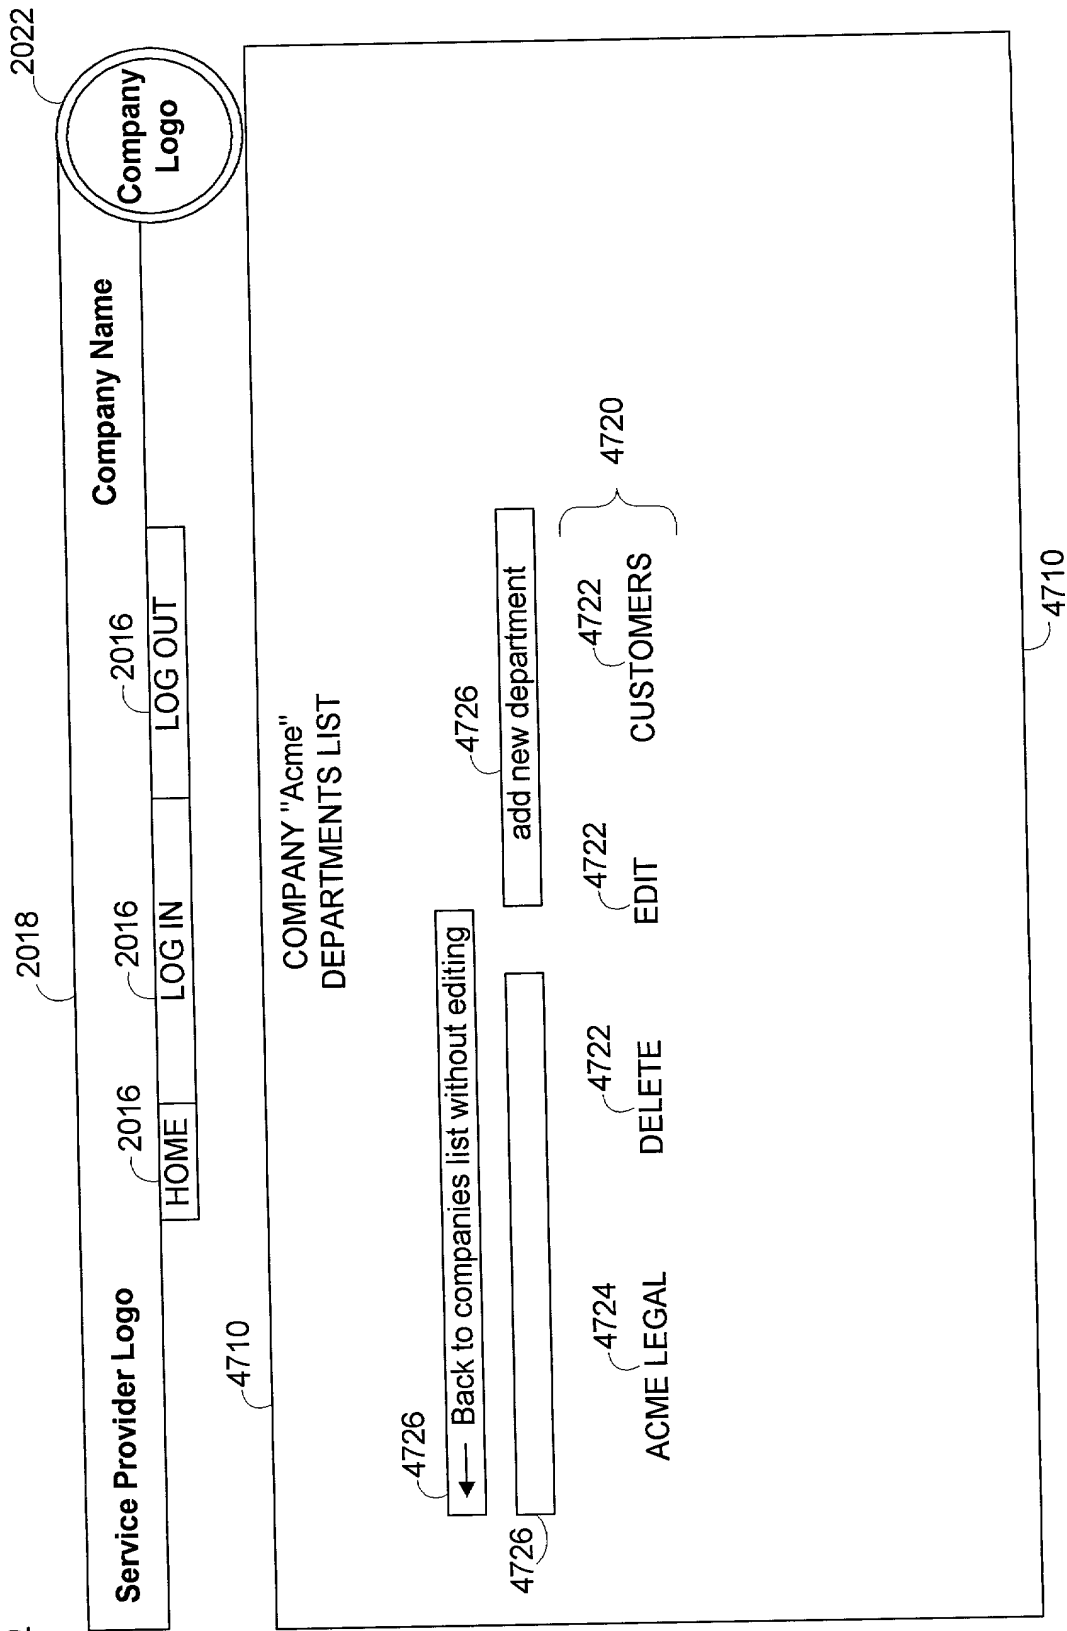 2018
2022
Service Provider Logo
Company Name
Company
Logo
2016
2016
2016
HOME
LOG IN
LOG OUT
4710
COMPANY "Acme"
DEPARTMENTS LIST
4726
← Back to companies list without editing
4726
4726
add new department
4724
4722
4722
4722
4720
ACME LEGAL
DELETE
EDIT
CUSTOMERS
4710